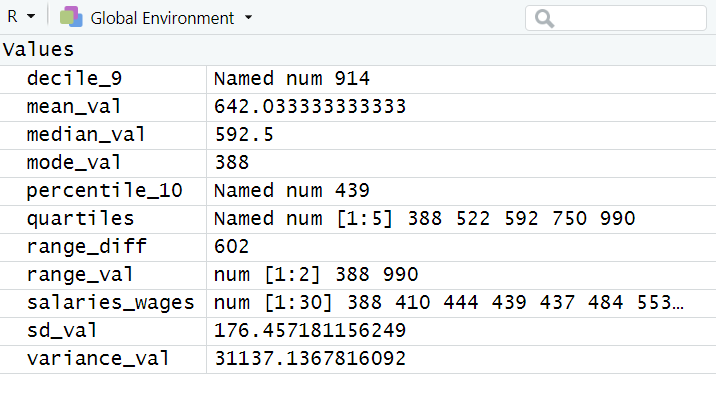 R Global Environment
Values
decile_9 Named num 914
mean_val 642.033333333333
median_val 592.5
mode_val 388
percentile_10 Named num 439
quartiles Named num [1:5] 388 522 592 750 990
range_diff 602
range_val num [1:2] 388 990
salaries_wages num [1:30] 388 410 444 439 437 484 553…
sd_val 176.457181156249
variance_val 31137.1367816092